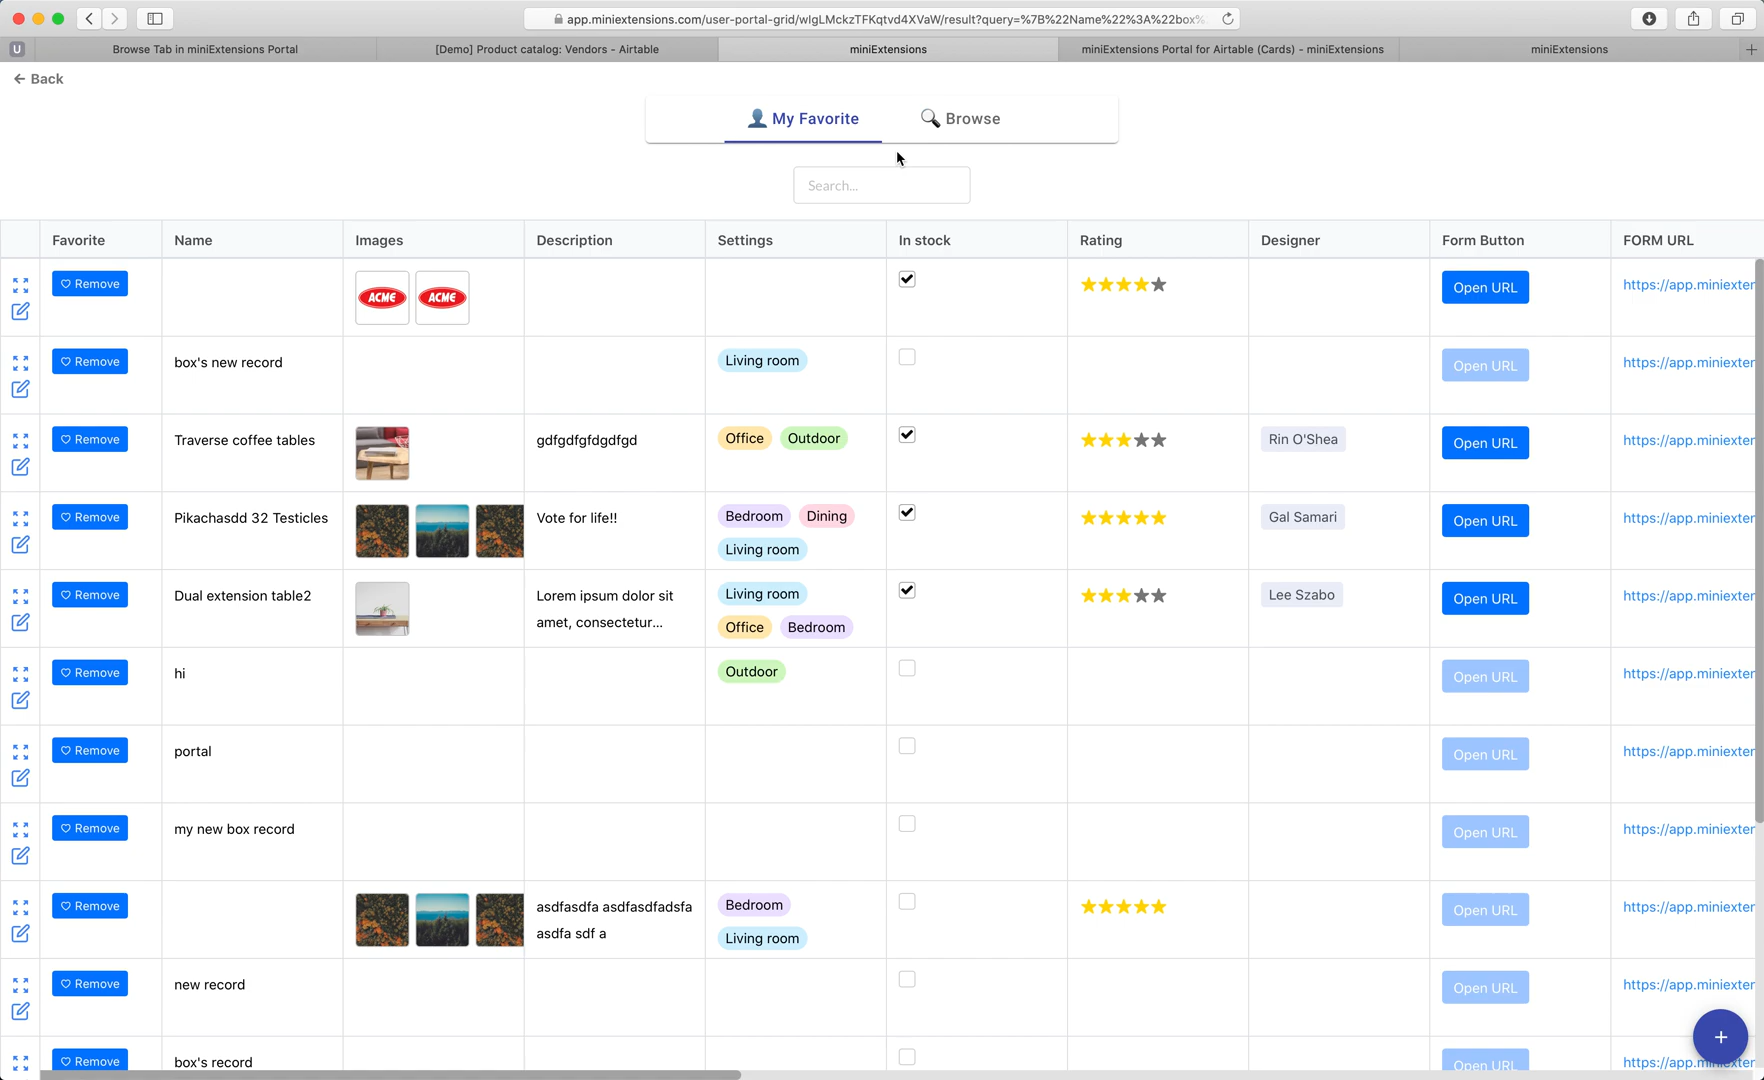 app.miniextensions.com/user-portal-grid/wIgLMckzTFKqtvd4XVaW/result?query=%7B%22Name%22%3A%22box%
U
Browse Tab in miniExtensions Portal
[Demo] Product catalog: Vendors - Airtable
miniExtensions
miniExtensions Portal for Airtable (Cards) - miniExtensions
miniExtensions
Back
My Favorite
Browse
Search...
Favorite Name Images Description Settings In stock Rating Designer Form Button FORM URL
Remove ACME ACME Open URL https://app.miniexter
Remove box's new record Living room Open URL https://app.miniexter
Remove Traverse coffee tables gdfgdfgfdgdfgd Office Outdoor Rin O'Shea Open URL https://app.miniexter
Remove Pikachasdd 32 Testicles Vote for life!! Bedroom Dining Gal Samari Open URL https://app.miniexter
Living room
Remove Dual extension table2 Lorem ipsum dolor sit Living room Lee Szabo Open URL https://app.miniexter
amet, consectetur... Office Bedroom
Remove hi Outdoor Open URL https://app.miniexter
Remove portal Open URL https://app.miniexter
Remove my new box record Open URL https://app.miniexter
Remove asdfasdfa asdfasdfadsfa Bedroom Open URL https://app.miniexter
asdfa sdf a Living room
Remove new record Open URL https://app.miniexter
Remove box's record Open URL https://app.miniexter